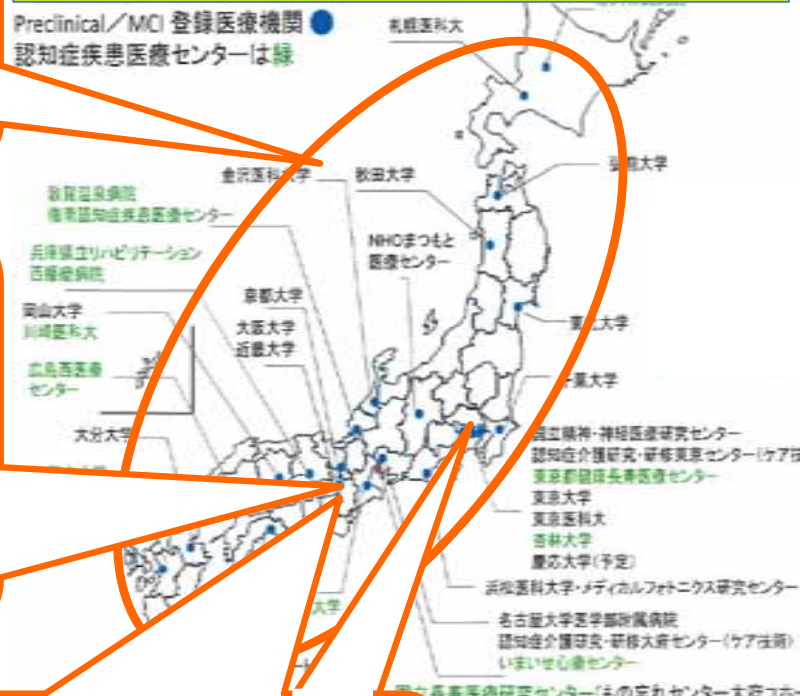 Preclinical／MCI 登録医療機関
認知症疾患医療センターは緑
札幌医科大
金沢医科大学
秋田大学
敦賀温泉病院
NHOまつもと
医療センター
兵庫県立リハビリテーション
西播磨病院
京都大学
岡山大学
川崎医科大
大阪大学
近畿大学
広島西医療
センター
大分大学
千葉大学
国立精神・神経医療研究センター
認知症介護研究・研修東京センター（ケア技
東京都健康長寿医療センター
東京大学
東京医科大
杏林大学
慶応大学（予定）
浜松医科大学・メディカルフォトニクス研究センター
名古屋大学医学部附属病院
認知症介護研究・研修大府センター（ケア技術）
いまいせ心療センター
大学